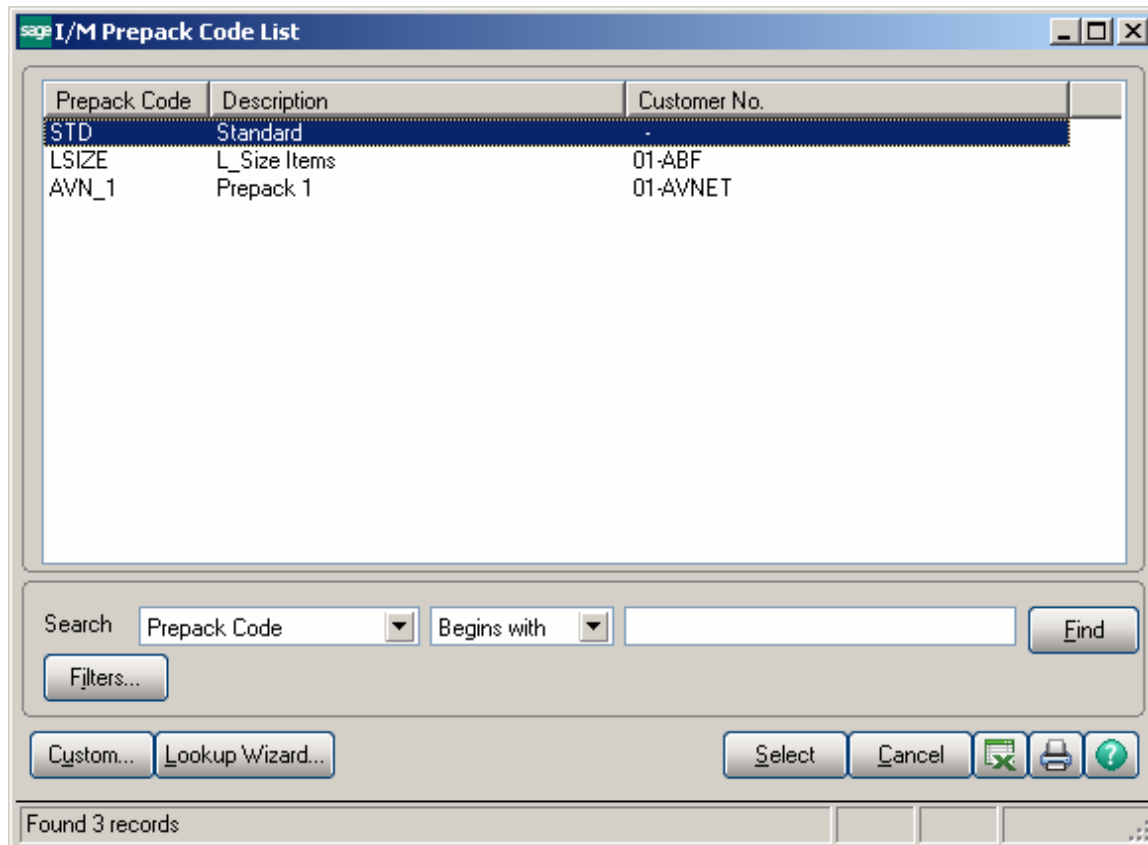 sage I/M Prepack Code List
Prepack Code Description Customer No.
STD Standard -
LSIZE L_Size Items 01-ABF
AVN_1 Prepack 1 01-AVNET
Search Prepack Code Begins with Find
Filters...
Custom... Lookup Wizard... Select Cancel ?
Found 3 records